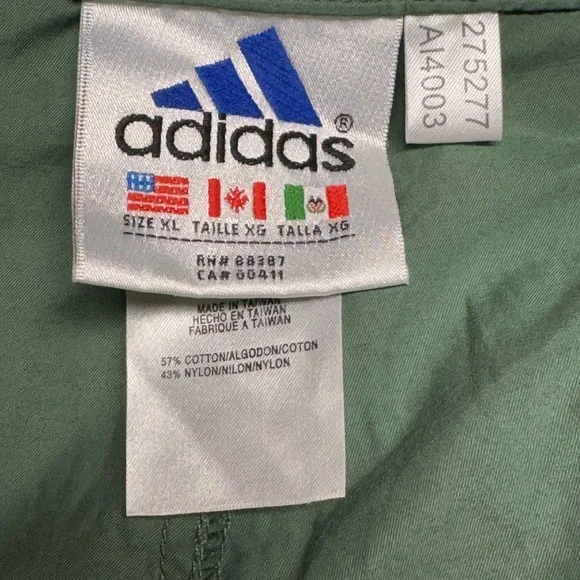 adidas®
SIZE XL TAILLE XG TALLA XG
RN# 88387
CA# 00411
MADE IN TAIWAN
HECHO EN TAIWAN
FABRIQUE A TAIWAN
57% COTTON/ALGODON/COTON
43% NYLON/NILON/NYLON
275277
AI4003